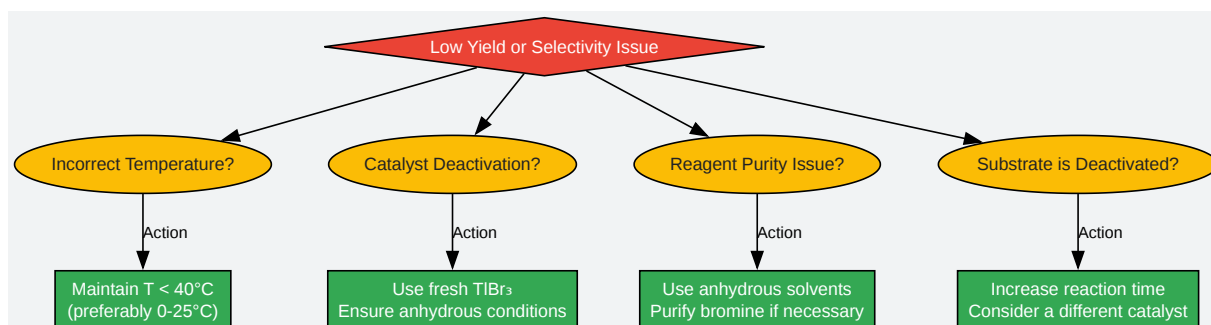 Low Yield or Selectivity Issue
Incorrect Temperature?
Catalyst Deactivation?
Reagent Purity Issue?
Substrate is Deactivated?
Action
Action
Action
Action
Maintain T < 40°C
(preferably 0-25°C)
Use fresh TlBr₃
Ensure anhydrous conditions
Use anhydrous solvents
Purify bromine if necessary
Increase reaction time
Consider a different catalyst